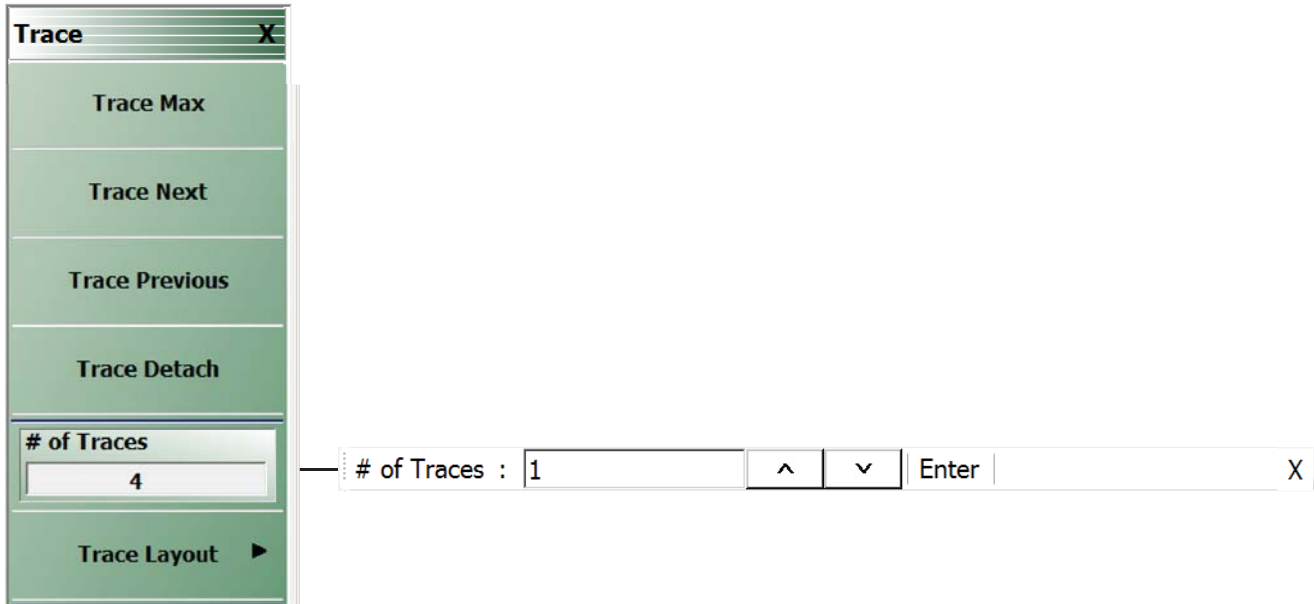 Trace X
Trace Max
Trace Next
Trace Previous
Trace Detach
# of Traces
4
# of Traces : 1 ^ v Enter X
Trace Layout ►